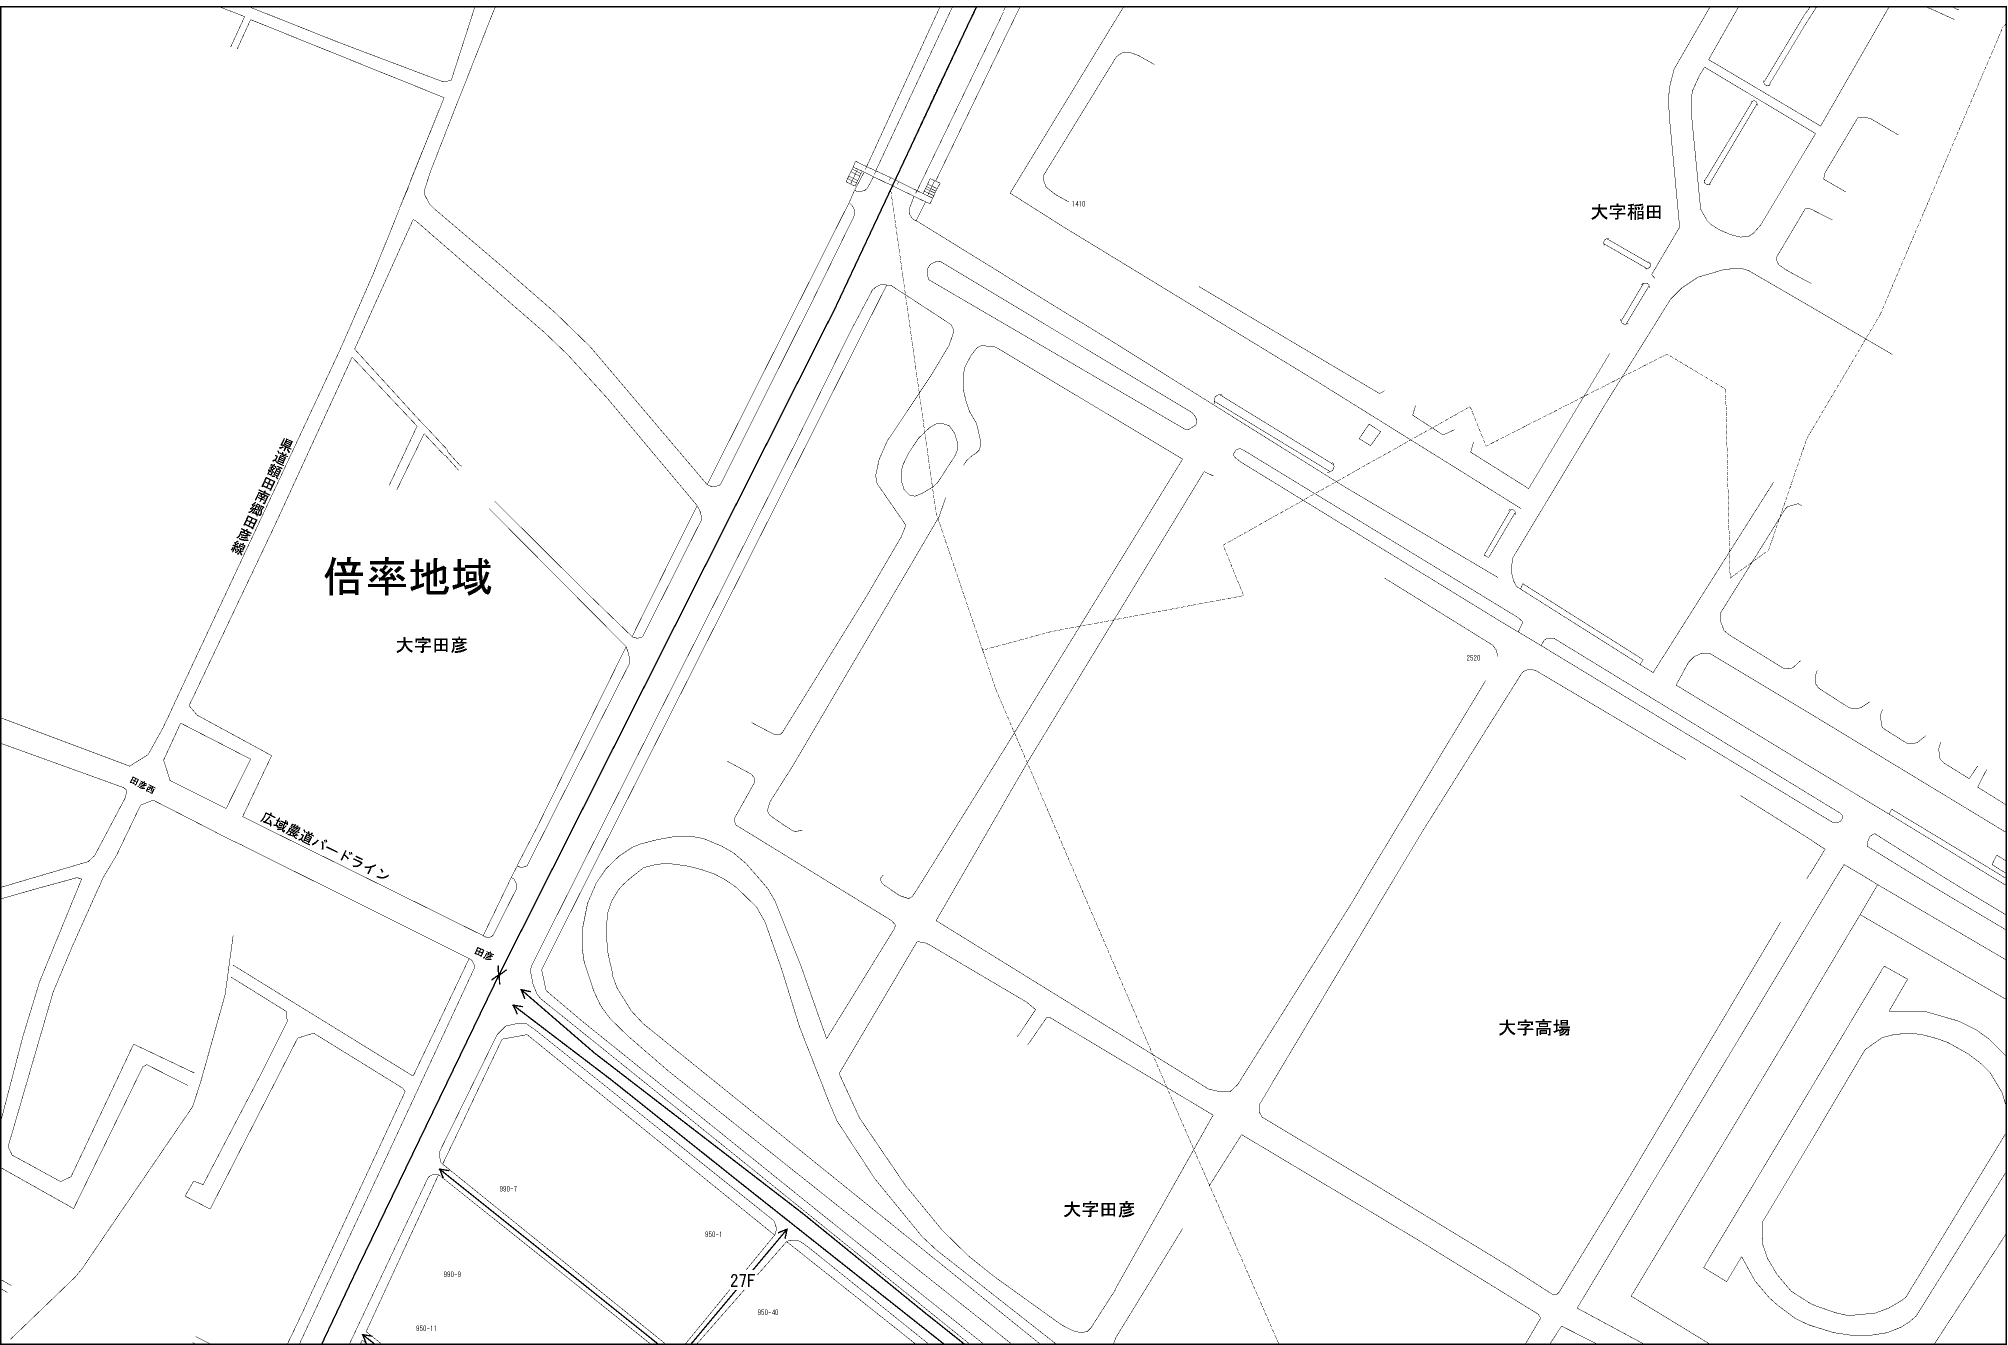 1410
大字稲田
県道額田南郷田彦線
倍率地域
大字田彦
2520
田彦西
広域農道バードライン
田彦
大字高場
990-7
大字田彦
950-1
990-9
27F
950-40
950-11